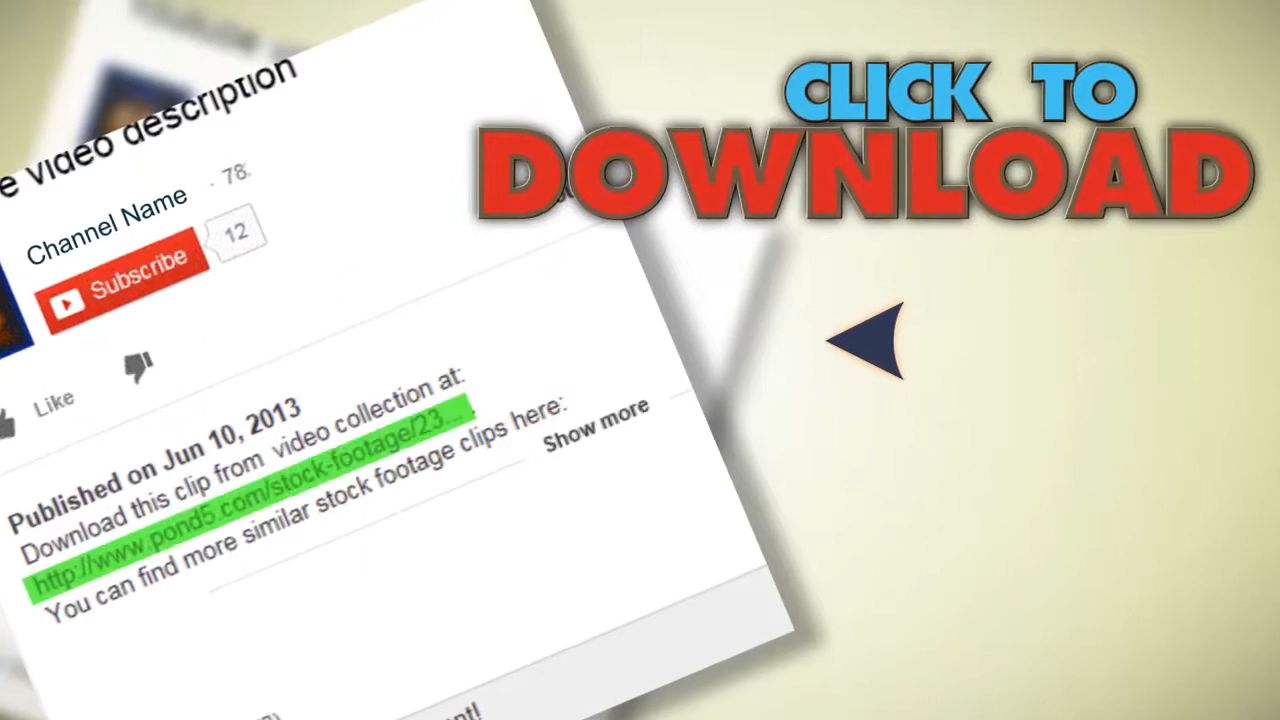 CLICK TO
DOWNLOAD
e video description
Channel Name
· 78
Subscribe
12
Like
Published on Jun 10, 2013
Download this clip from video collection at:
http://www.pond5.com/stock-footage/23... .
You can find more similar stock footage clips here:
Show more